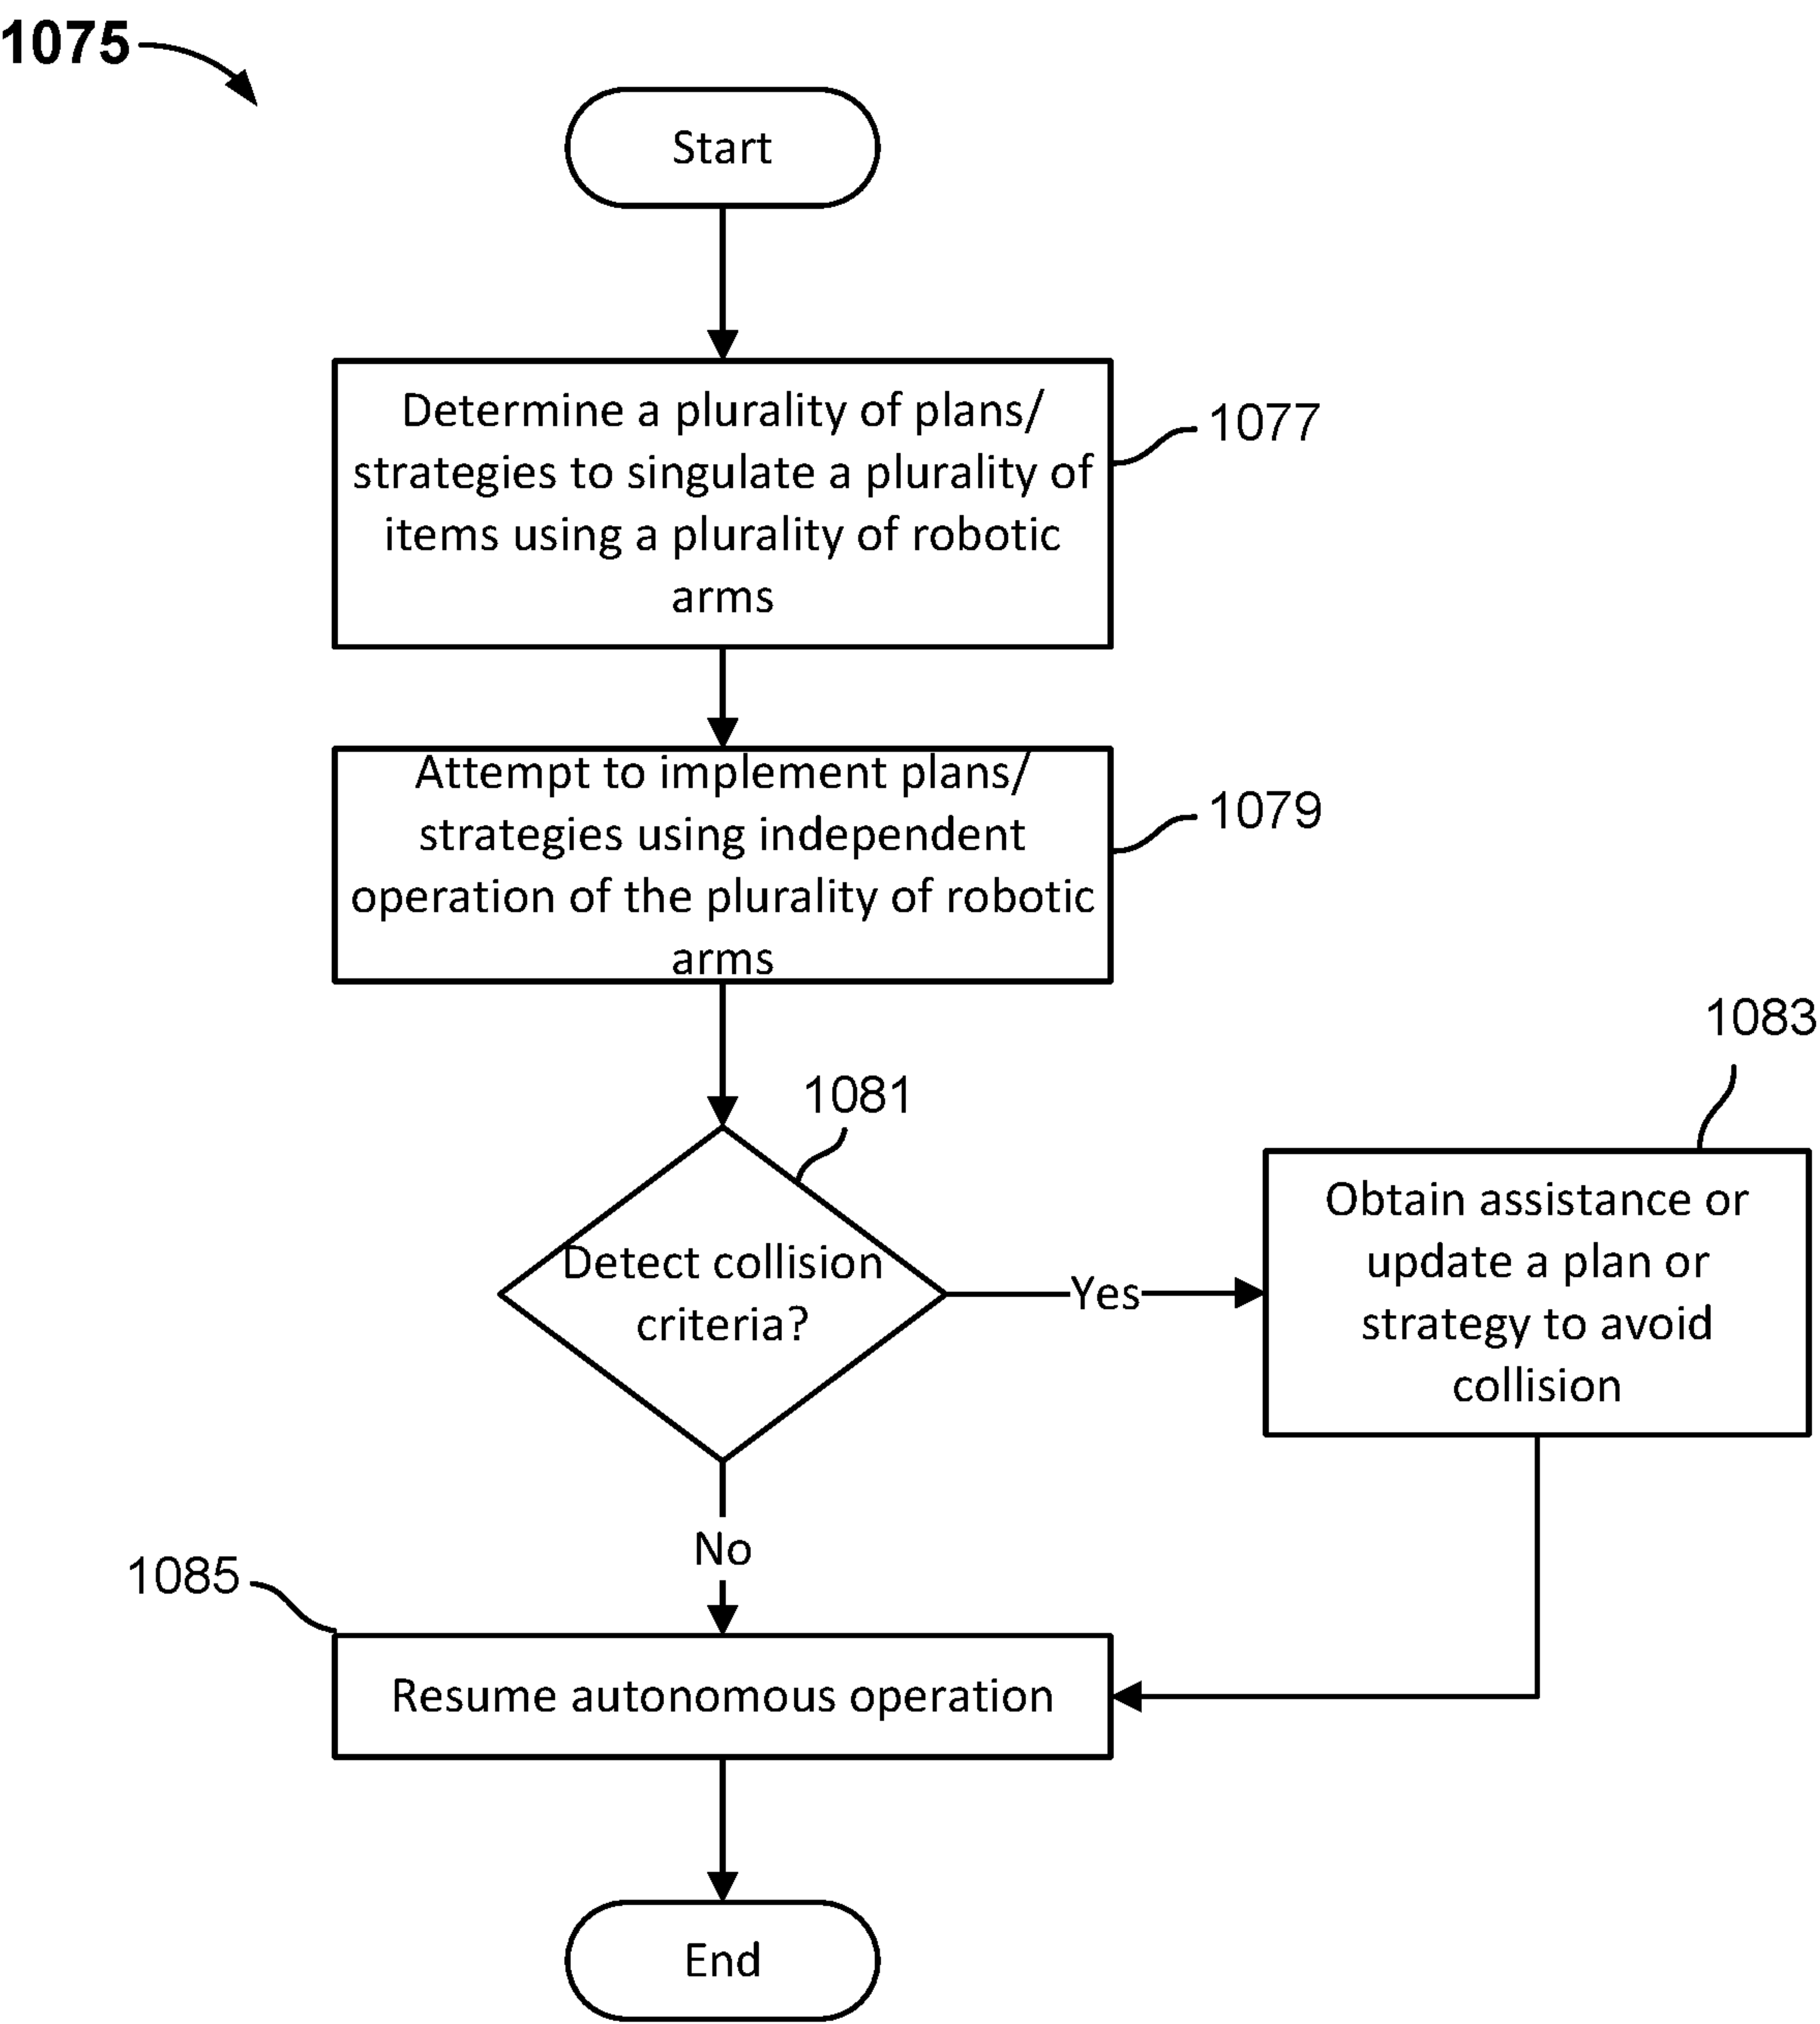 1075
Start
Determine a plurality of plans/
strategies to singulate a plurality of
items using a plurality of robotic
arms
1077
Attempt to implement plans/
strategies using independent
operation of the plurality of robotic
arms
1079
1081
Detect collision
criteria?
Yes
1083
Obtain assistance or
update a plan or
strategy to avoid
collision
No
1085
Resume autonomous operation
End